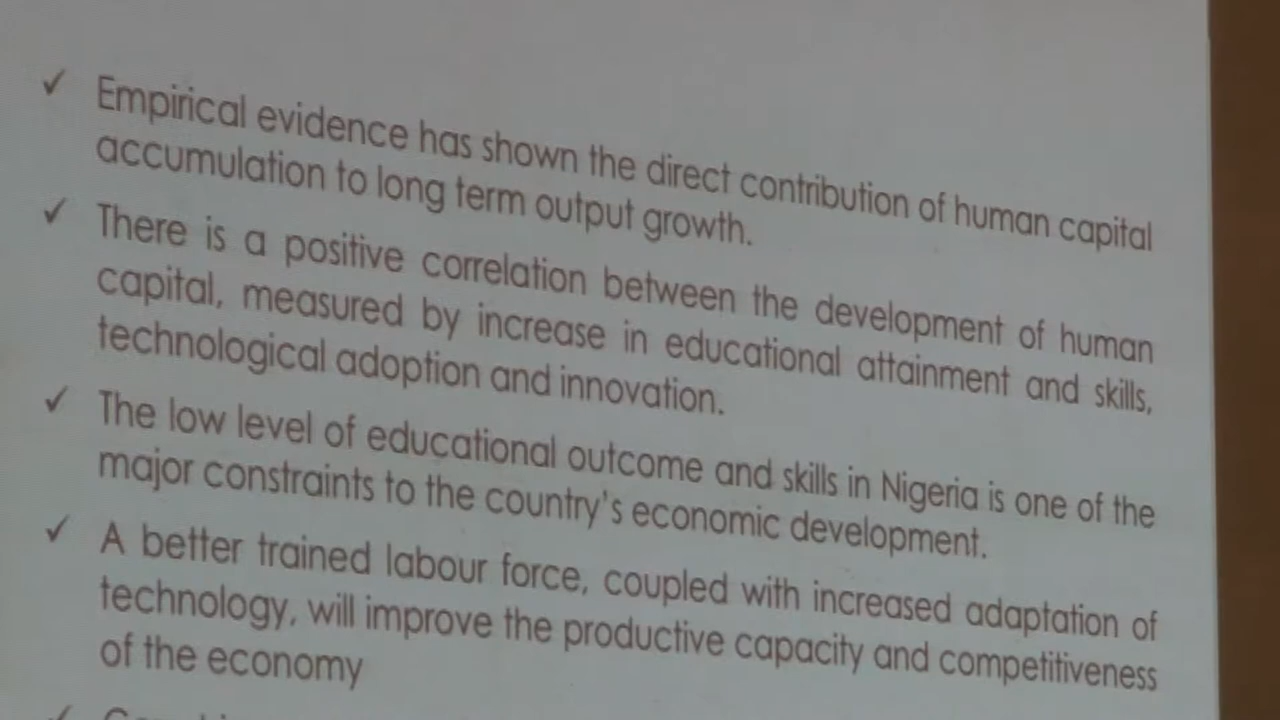 ✓ Empirical evidence has shown the direct contribution of human capital
accumulation to long term output growth.
✓ There is a positive correlation between the development of human
capital, measured by increase in educational attainment and skills,
technological adoption and innovation.
✓ The low level of educational outcome and skills in Nigeria is one of the
major constraints to the country's economic development.
✓ A better trained labour force, coupled with increased adaptation of
technology, will improve the productive capacity and competitiveness
of the economy
✓